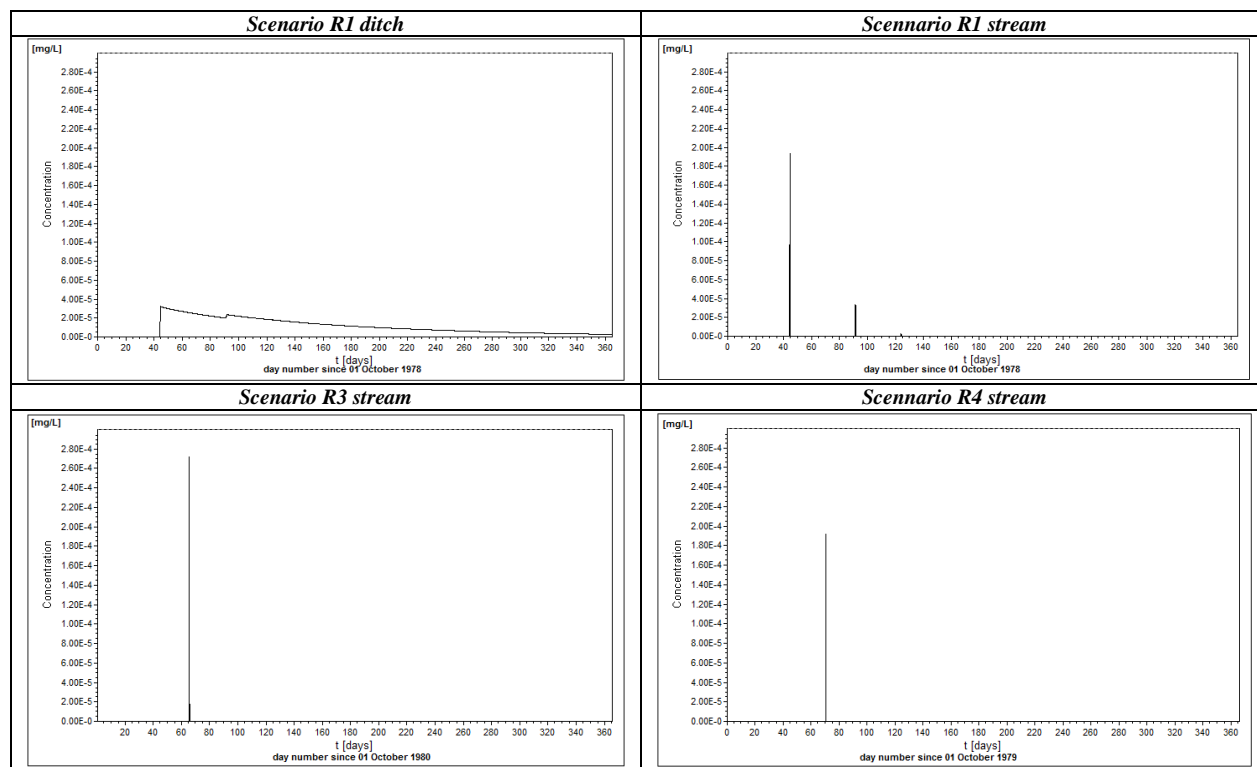 Scenario R1 ditch
Scennario R1 stream
[mg/L]
2.80E-4
2.60E-4
2.40E-4
2.20E-4
2.00E-4
1.80E-4
1.60E-4
1.40E-4
1.20E-4
1.00E-4
8.00E-5
6.00E-5
4.00E-5
2.00E-5
0.00E-0
Concentration
0 20 40 60 80 100 120 140 160 180 200 220 240 260 280 300 320 340 360
t [days]
day number since 01 October 1978
[mg/L]
2.80E-4
2.60E-4
2.40E-4
2.20E-4
2.00E-4
1.80E-4
1.60E-4
1.40E-4
1.20E-4
1.00E-4
8.00E-5
6.00E-5
4.00E-5
2.00E-5
0.00E-0
Concentration
0 20 40 60 80 100 120 140 160 180 200 220 240 260 280 300 320 340 360
t [days]
day number since 01 October 1978
Scenario R3 stream
Scennario R4 stream
[mg/L]
2.80E-4
2.60E-4
2.40E-4
2.20E-4
2.00E-4
1.80E-4
1.60E-4
1.40E-4
1.20E-4
1.00E-4
8.00E-5
6.00E-5
4.00E-5
2.00E-5
0.00E-0
Concentration
20 40 60 80 100 120 140 160 180 200 220 240 260 280 300 320 340 360
t [days]
day number since 01 October 1980
[mg/L]
2.80E-4
2.60E-4
2.40E-4
2.20E-4
2.00E-4
1.80E-4
1.60E-4
1.40E-4
1.20E-4
1.00E-4
8.00E-5
6.00E-5
4.00E-5
2.00E-5
0.00E-0
Concentration
0 20 40 60 80 100 120 140 160 180 200 220 240 260 280 300 320 340 360
t [days]
day number since 01 October 1979